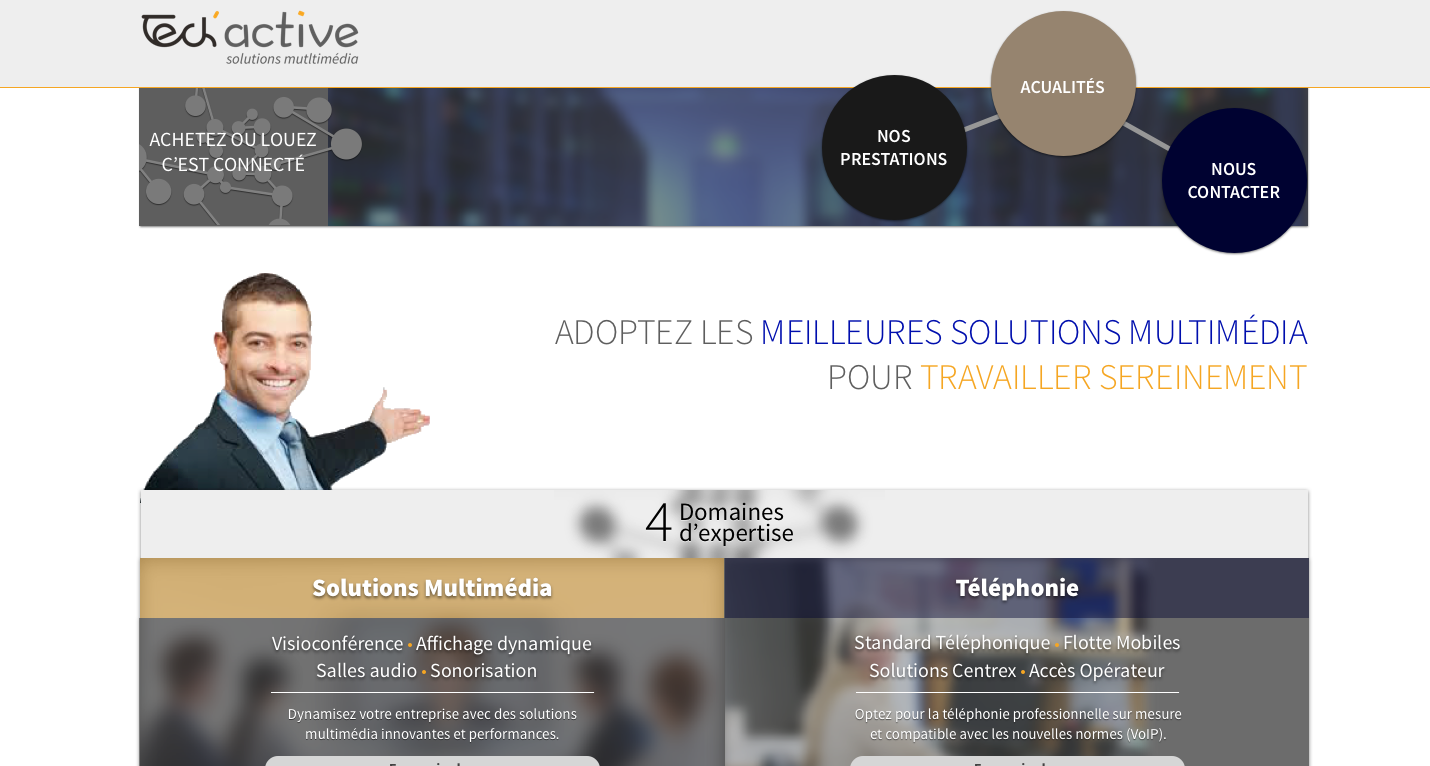 Tech'active
solutions mutltimédia
ACHETEZ OU LOUEZ
C'EST CONNECTÉ
NOS
PRESTATIONS
ACUALITÉS
NOUS
CONTACTER
ADOPTEZ LES MEILLEURES SOLUTIONS MULTIMÉDIA
POUR TRAVAILLER SEREINEMENT
4 Domaines
d'expertise
Solutions Multimédia
Visioconférence • Affichage dynamique
Salles audio • Sonorisation
Dynamisez votre entreprise avec des solutions
multimédia innovantes et performances.
Téléphonie
Standard Téléphonique • Flotte Mobiles
Solutions Centrex • Accès Opérateur
Optez pour la téléphonie professionnelle sur mesure
et compatible avec les nouvelles normes (VoIP).